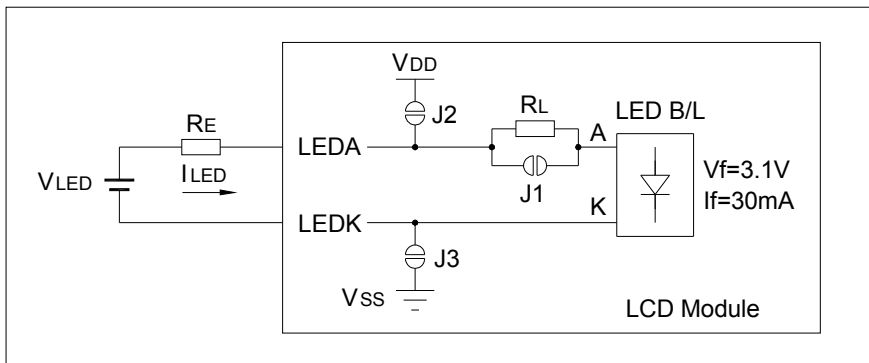 VDD
J2
RL
LED B/L
RE
LEDA
A
VLED
ILED
J1
Vf=3.1V
If=30mA
K
LEDK
J3
VSS
LCD Module